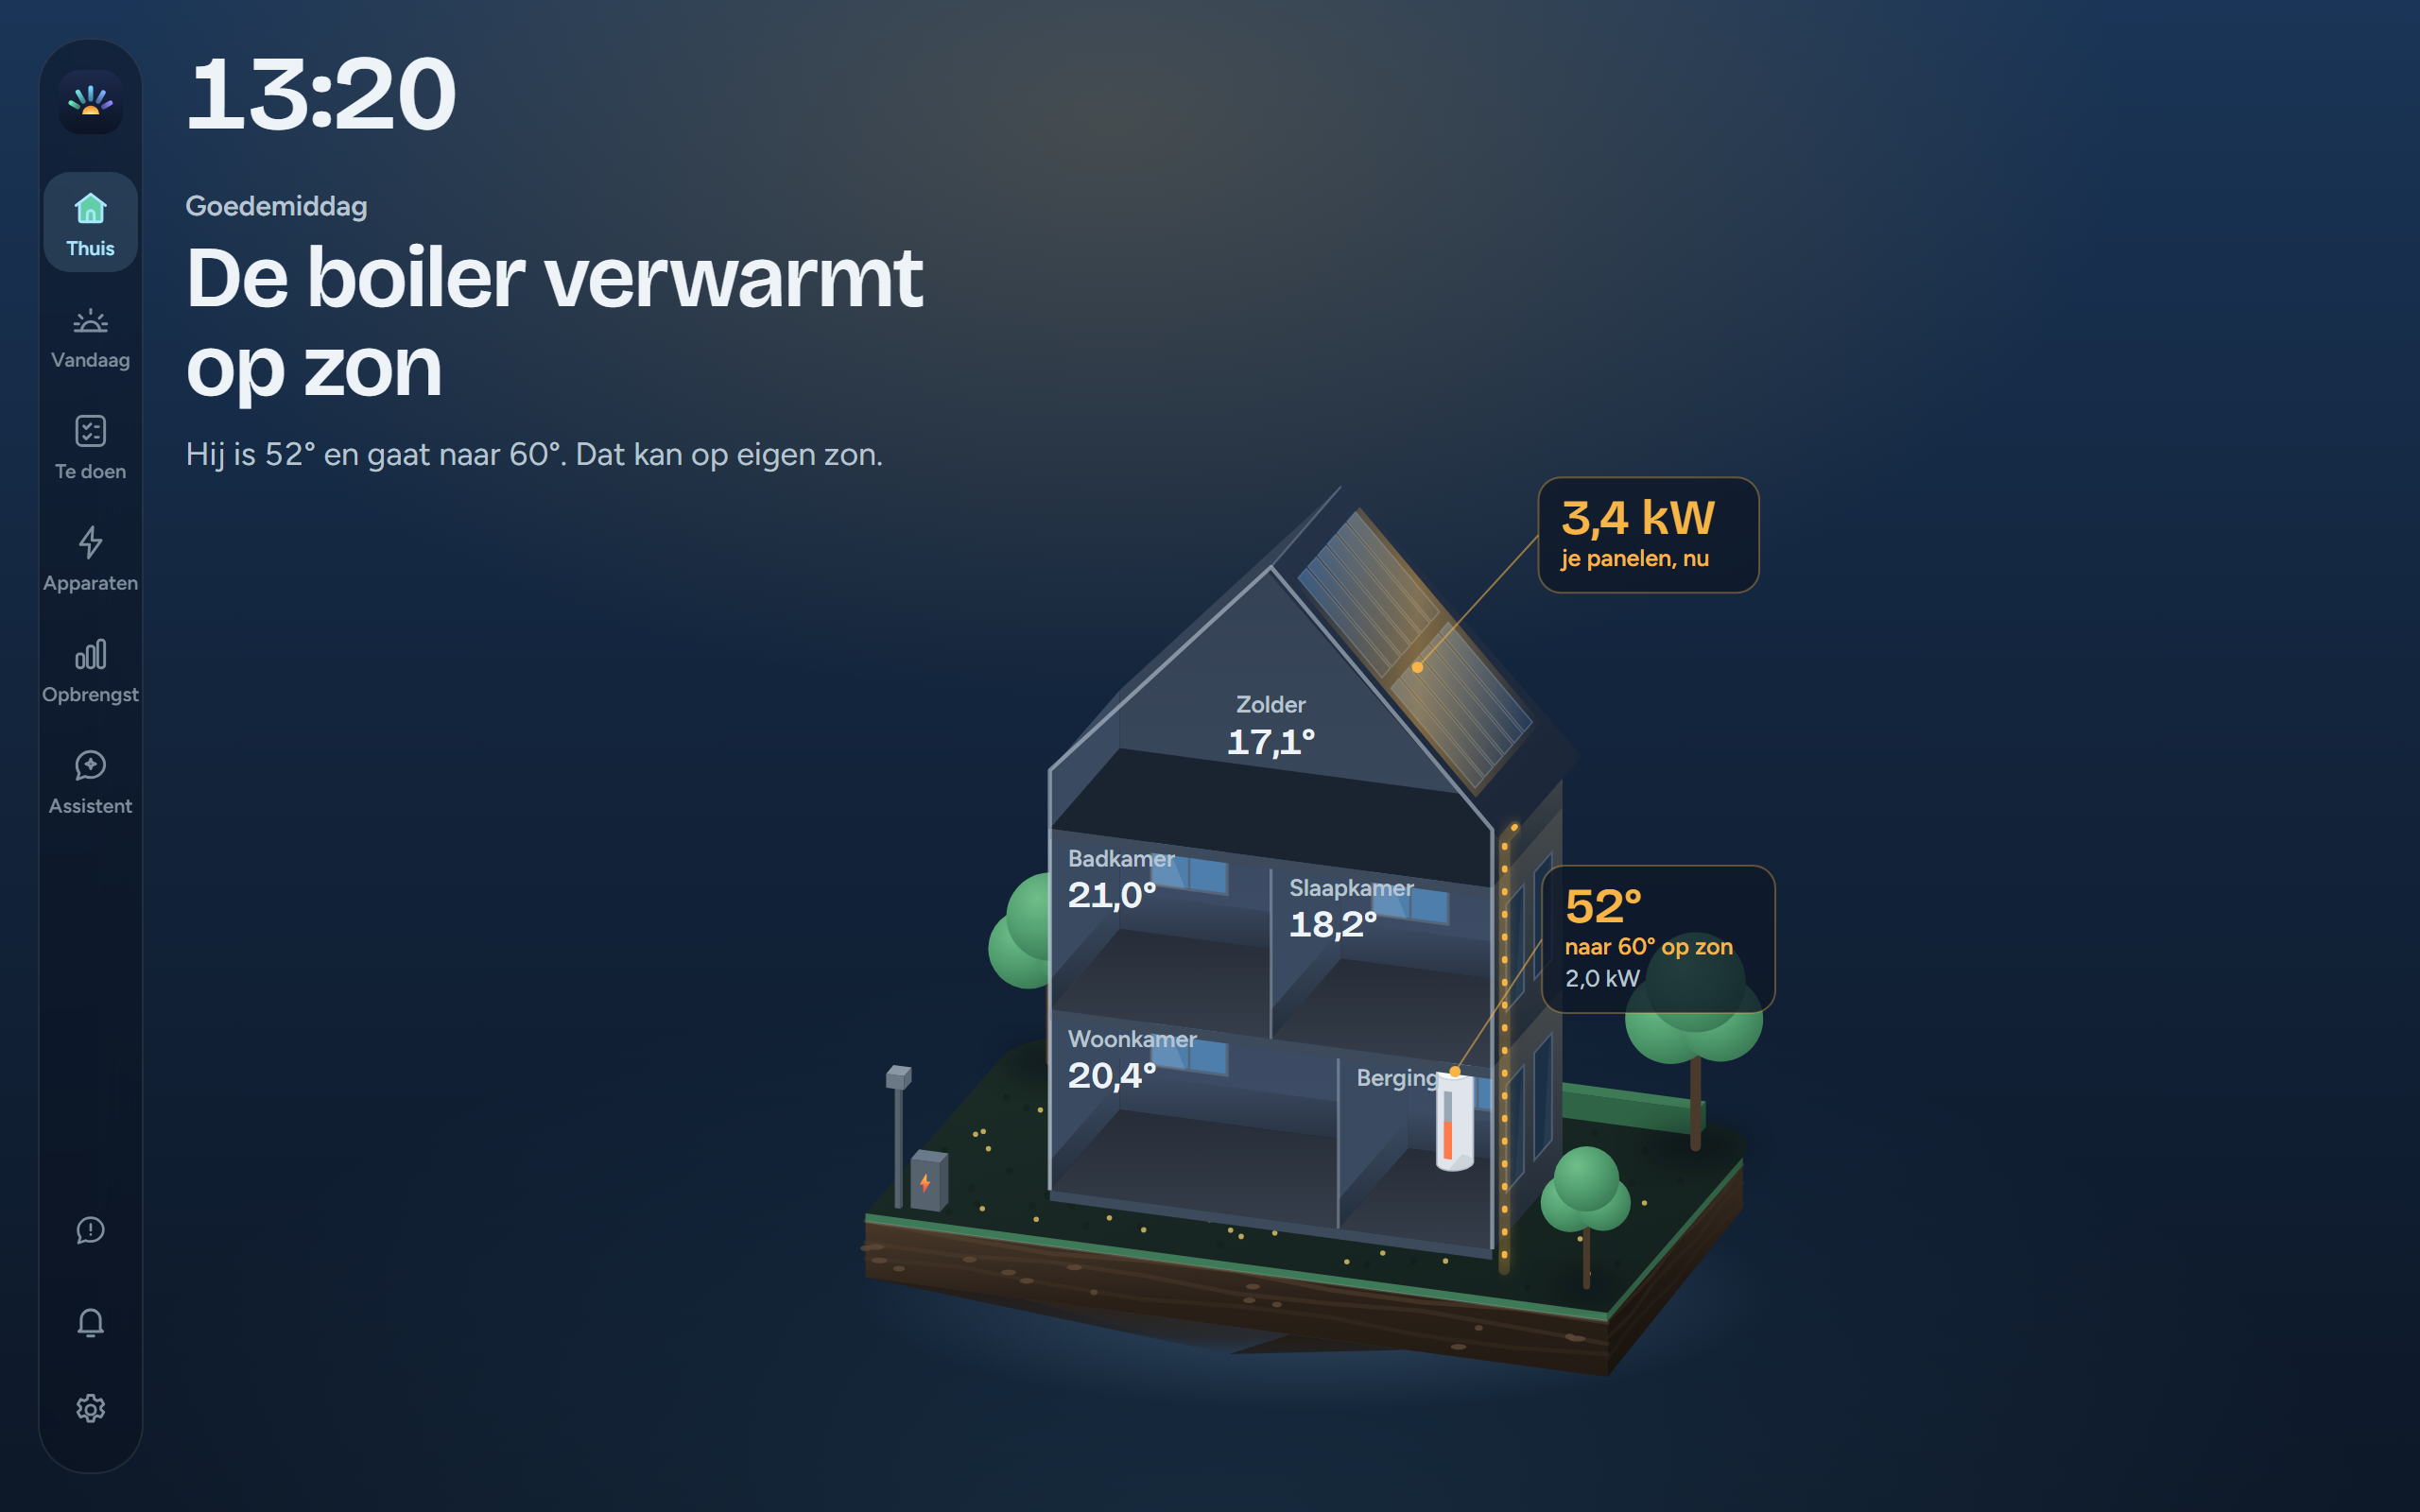 13:20
Goedemiddag
De boiler verwarmt
op zon
Hij is 52° en gaat naar 60°. Dat kan op eigen zon.
Thuis
Vandaag
Te doen
Apparaten
Opbrengst
Assistent
3,4 kW
je panelen, nu
Zolder
17,1°
Badkamer
21,0°
Slaapkamer
18,2°
52°
naar 60° op zon
2,0 kW
Woonkamer
20,4°
Berging